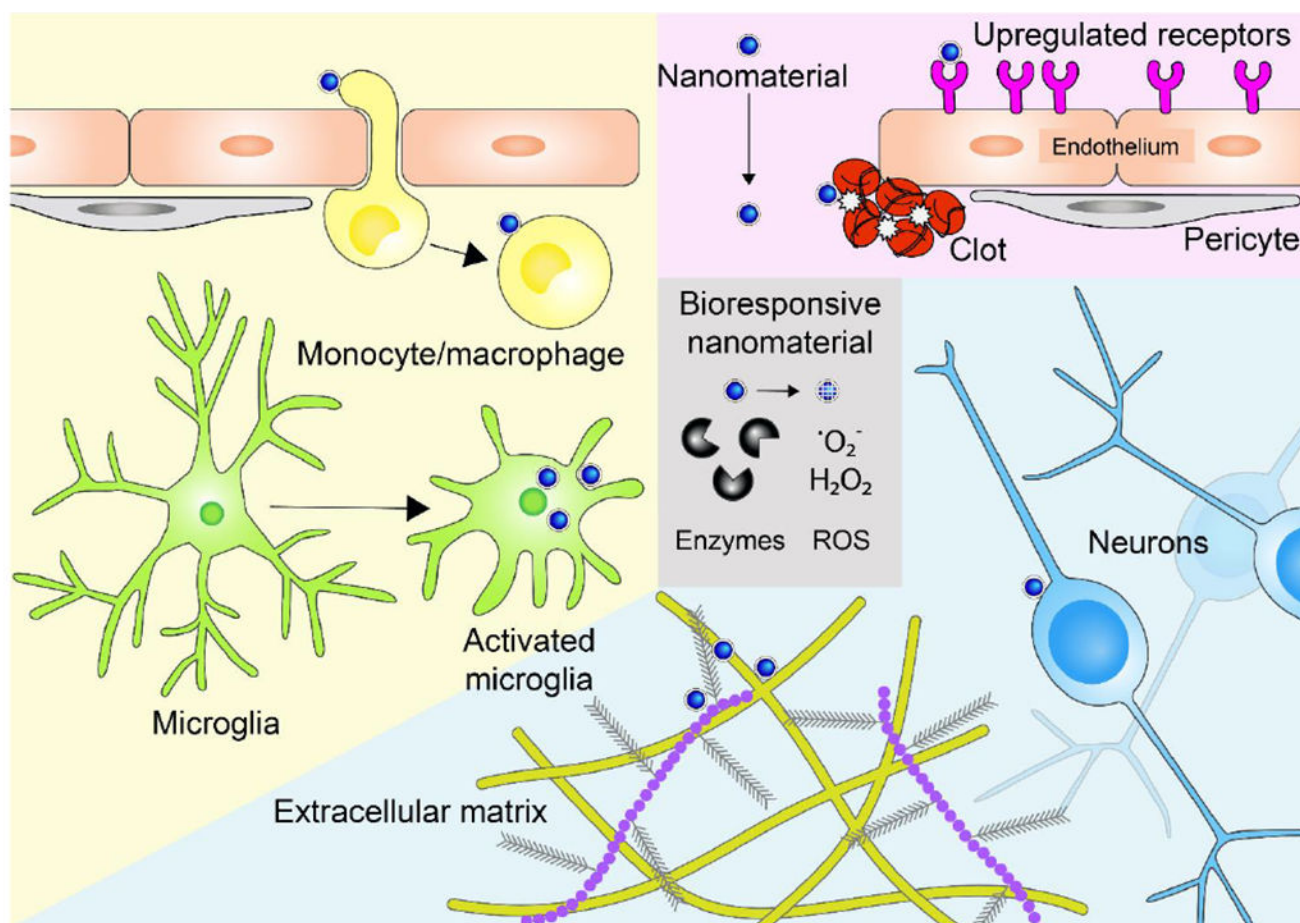 Upregulated receptors
Nanomaterial
Endothelium
Clot
Pericyte
Monocyte/macrophage
Bioresponsive
nanomaterial
·O₂⁻
H₂O₂
Enzymes
ROS
Neurons
Activated
microglia
Microglia
Extracellular matrix